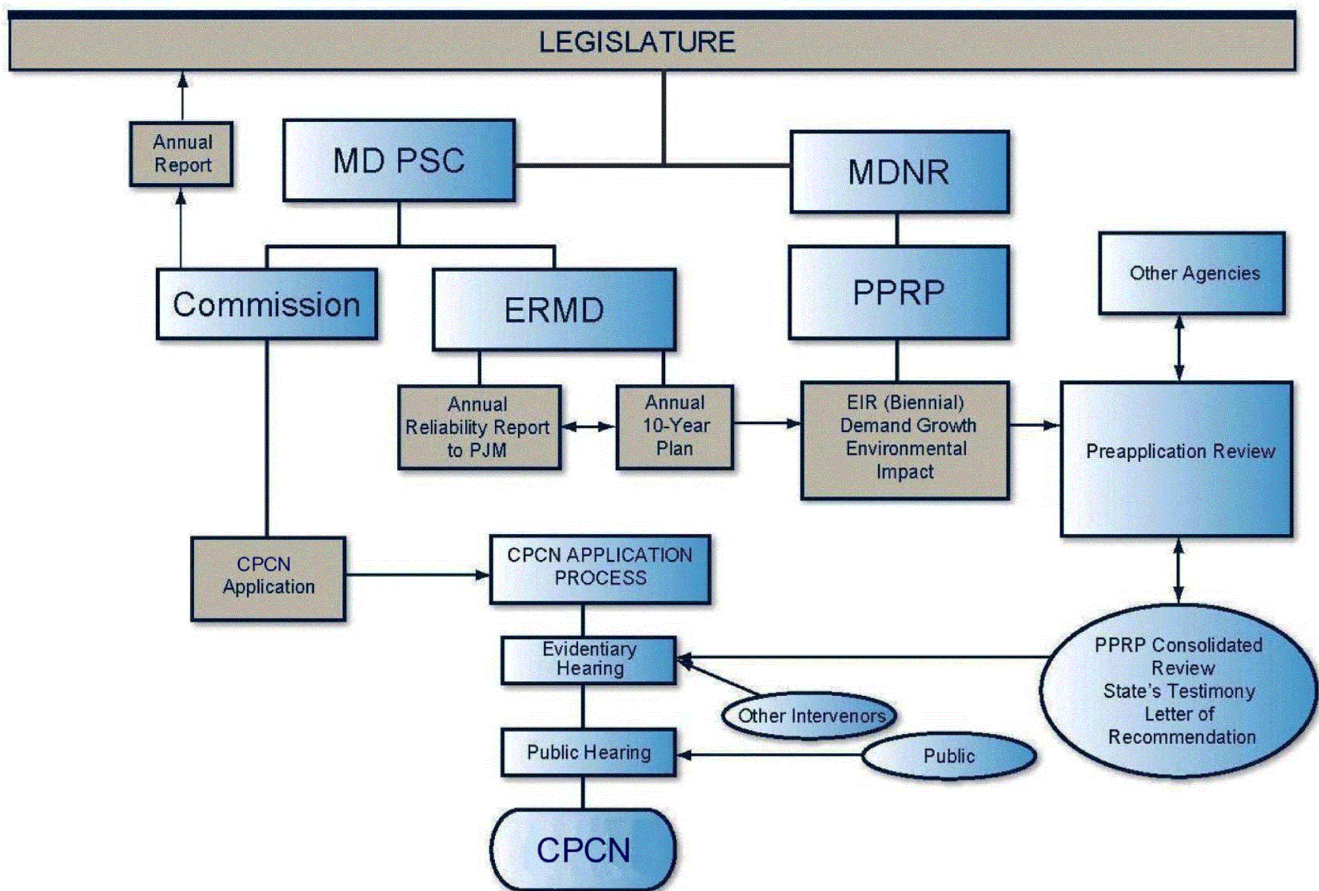 LEGISLATURE
Annual
Report
MD PSC
MDNR
Commission
ERMD
PPRP
Other Agencies
Annual
Reliability Report
to PJM
Annual
10-Year
Plan
EIR (Biennial)
Demand Growth
Environmental
Impact
Preapplication Review
CPCN
Application
CPCN APPLICATION
PROCESS
Evidentiary
Hearing
PPRP Consolidated
Review
State's Testimony
Letter of
Recommendation
Other Intervenors
Public Hearing
Public
CPCN